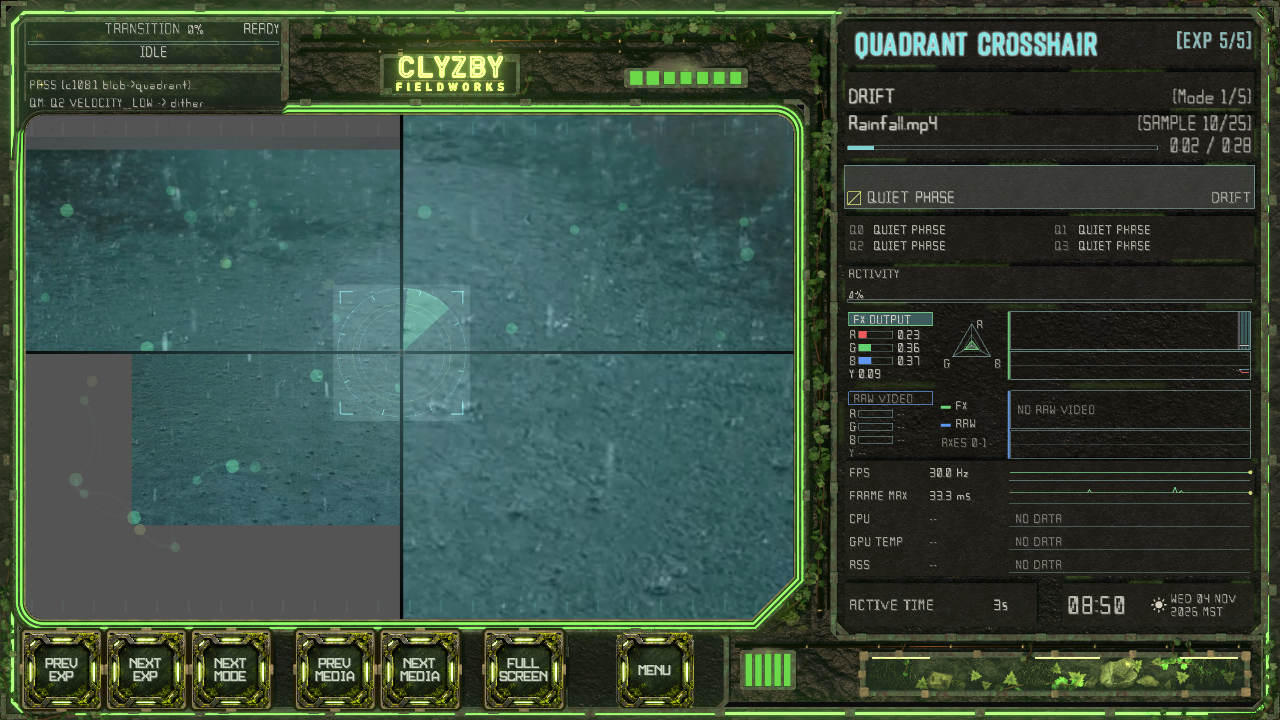 TRANSITION 0% READY
IDLE
PPSS (c1081 blob->quadrant)
QM Q2 VELOCITY_LOW -> dither
CLYZBY
FIELDWORKS
QUADRANT CROSSHAIR [EXP 5/5]
DRIFT (Mode 1/5)
Rainfall.mp4 (SAMPLE 10/25)
0:02 / 0:28
QUIET PHASE DRIFT
Q0 QUIET PHASE Q1 QUIET PHASE
Q2 QUIET PHASE Q3 QUIET PHASE
ACTIVITY
0%
FX OUTPUT
R 0.23
G 0.36
B 0.37
Y 0.09
R
G B
RAW VIDEO
R --
G --
B --
Y --
FX
RAW
AXES 0-1
NO RAW VIDEO
FPS 30.0 Hz
FRAME MAX 33.3 mS
CPU -- NO DATA
GPU TEMP -- NO DATA
RSS -- NO DATA
ACTIVE TIME 3s
08:50
WED 04 NOV
2026 MST
PREV
EXP
NEXT
EXP
NEXT
MODE
PREV
MEDIA
NEXT
MEDIA
FULL
SCREEN
MENU